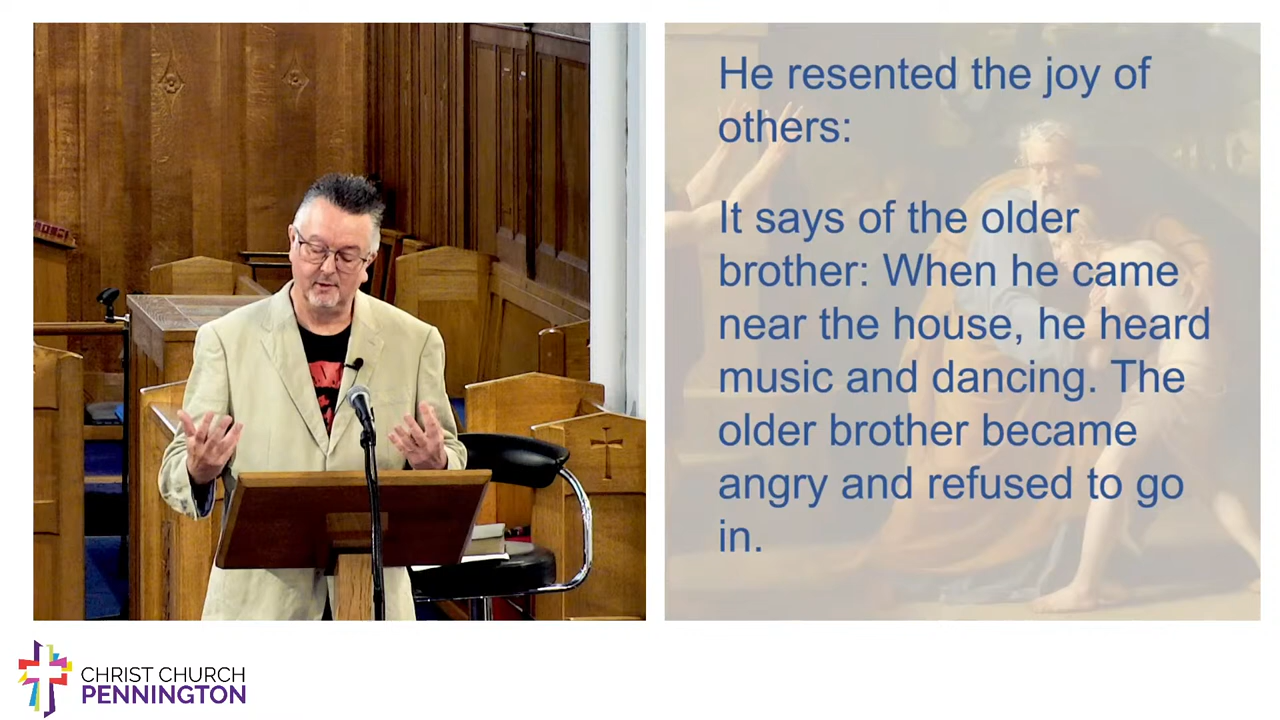 He resented the joy of
others:
It says of the older
brother: When he came
near the house, he heard
music and dancing. The
older brother became
angry and refused to go
in.
CHRIST CHURCH
PENNINGTON